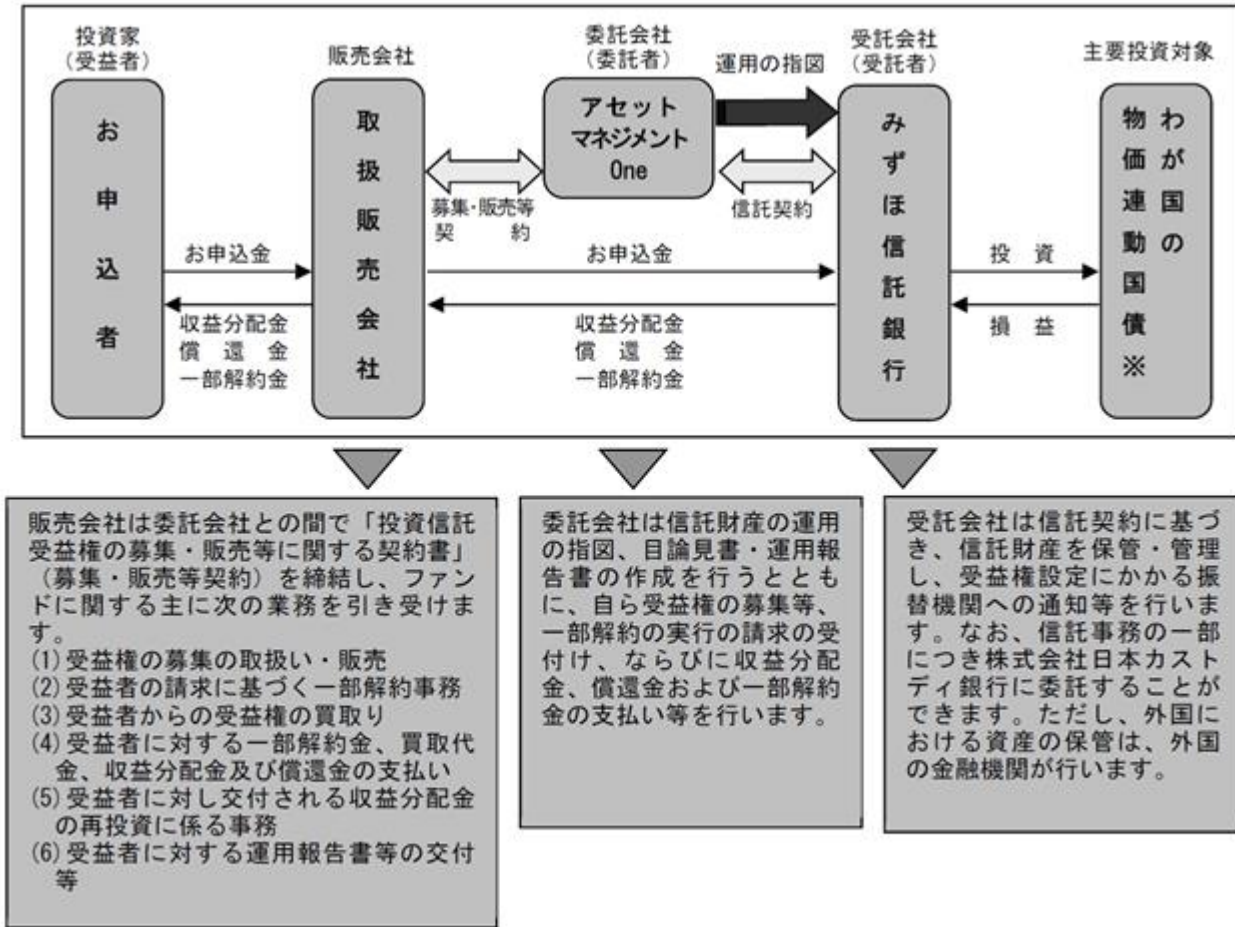 投資家
（受益者）
お申込者
販売会社
取扱販売会社
委託会社
（委託者）
アセット
マネジメント
One
運用の指図
受託会社
（受託者）
みずほ信託銀行
主要投資対象
わが国の
物価連動国債※
募集・販売等
契　　　約
信託契約
お申込金
収益分配金
償　還　金
一部解約金
お申込金
収益分配金
償　還　金
一部解約金
投　資
損　益
販売会社は委託会社との間で「投資信託
受益権の募集・販売等に関する契約書」
（募集・販売等契約）を締結し、ファン
ドに関する主に次の業務を引き受けま
す。
(1)受益権の募集の取扱い・販売
(2)受益者の請求に基づく一部解約事務
(3)受益者からの受益権の買取り
(4)受益者に対する一部解約金、買取代
金、収益分配金及び償還金の支払い
(5)受益者に対し交付される収益分配金
の再投資に係る事務
(6)受益者に対する運用報告書等の交付
等
委託会社は信託財産の運用
の指図、目論見書・運用報
告書の作成を行うととも
に、自ら受益権の募集等、
一部解約の実行の請求の受
付け、ならびに収益分配
金、償還金および一部解約
金の支払い等を行います。
受託会社は信託契約に基づ
き、信託財産を保管・管理
し、受益権設定にかかる振
替機関への通知等を行いま
す。なお、信託事務の一部
につき株式会社日本カスト
ディ銀行に委託することが
できます。ただし、外国に
おける資産の保管は、外国
の金融機関が行います。